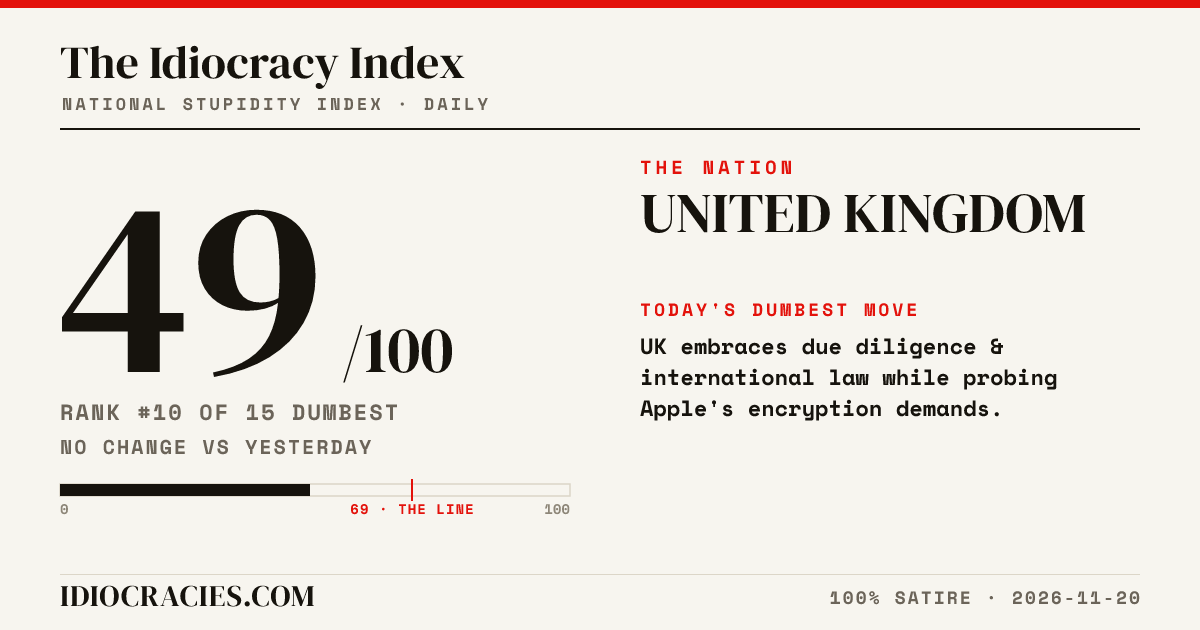 The Idiocracy Index
NATIONAL STUPIDITY INDEX · DAILY
49 /100
RANK #10 OF 15 DUMBEST
NO CHANGE VS YESTERDAY
0
69 · THE LINE
100
THE NATION
UNITED KINGDOM
TODAY'S DUMBEST MOVE
UK embraces due diligence &
international law while probing
Apple's encryption demands.
IDIOCRACIES.COM
100% SATIRE · 2026-11-20